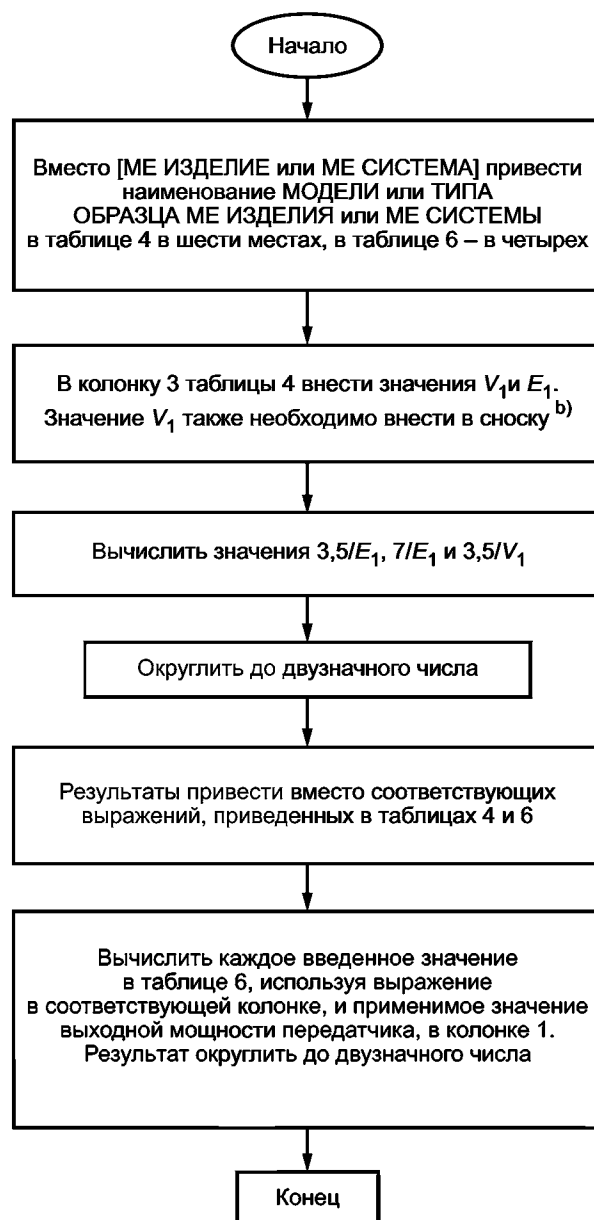 Начало
Вместо [МЕ ИЗДЕЛИЕ или МЕ СИСТЕМА] привести
наименование МОДЕЛИ или ТИПА
ОБРАЗЦА МЕ ИЗДЕЛИЯ или МЕ СИСТЕМЫ
в таблице 4 в шести местах, в таблице 6 – в четырех
В колонку 3 таблицы 4 внести значения V₁и E₁.
Значение V₁ также необходимо внести в сноску ᵇ⁾
Вычислить значения 3,5/E₁, 7/E₁ и 3,5/V₁
Округлить до двузначного числа
Результаты привести вместо соответствующих
выражений, приведенных в таблицах 4 и 6
Вычислить каждое введенное значение
в таблице 6, используя выражение
в соответствующей колонке, и применимое значение
выходной мощности передатчика, в колонке 1.
Результат округлить до двузначного числа
Конец